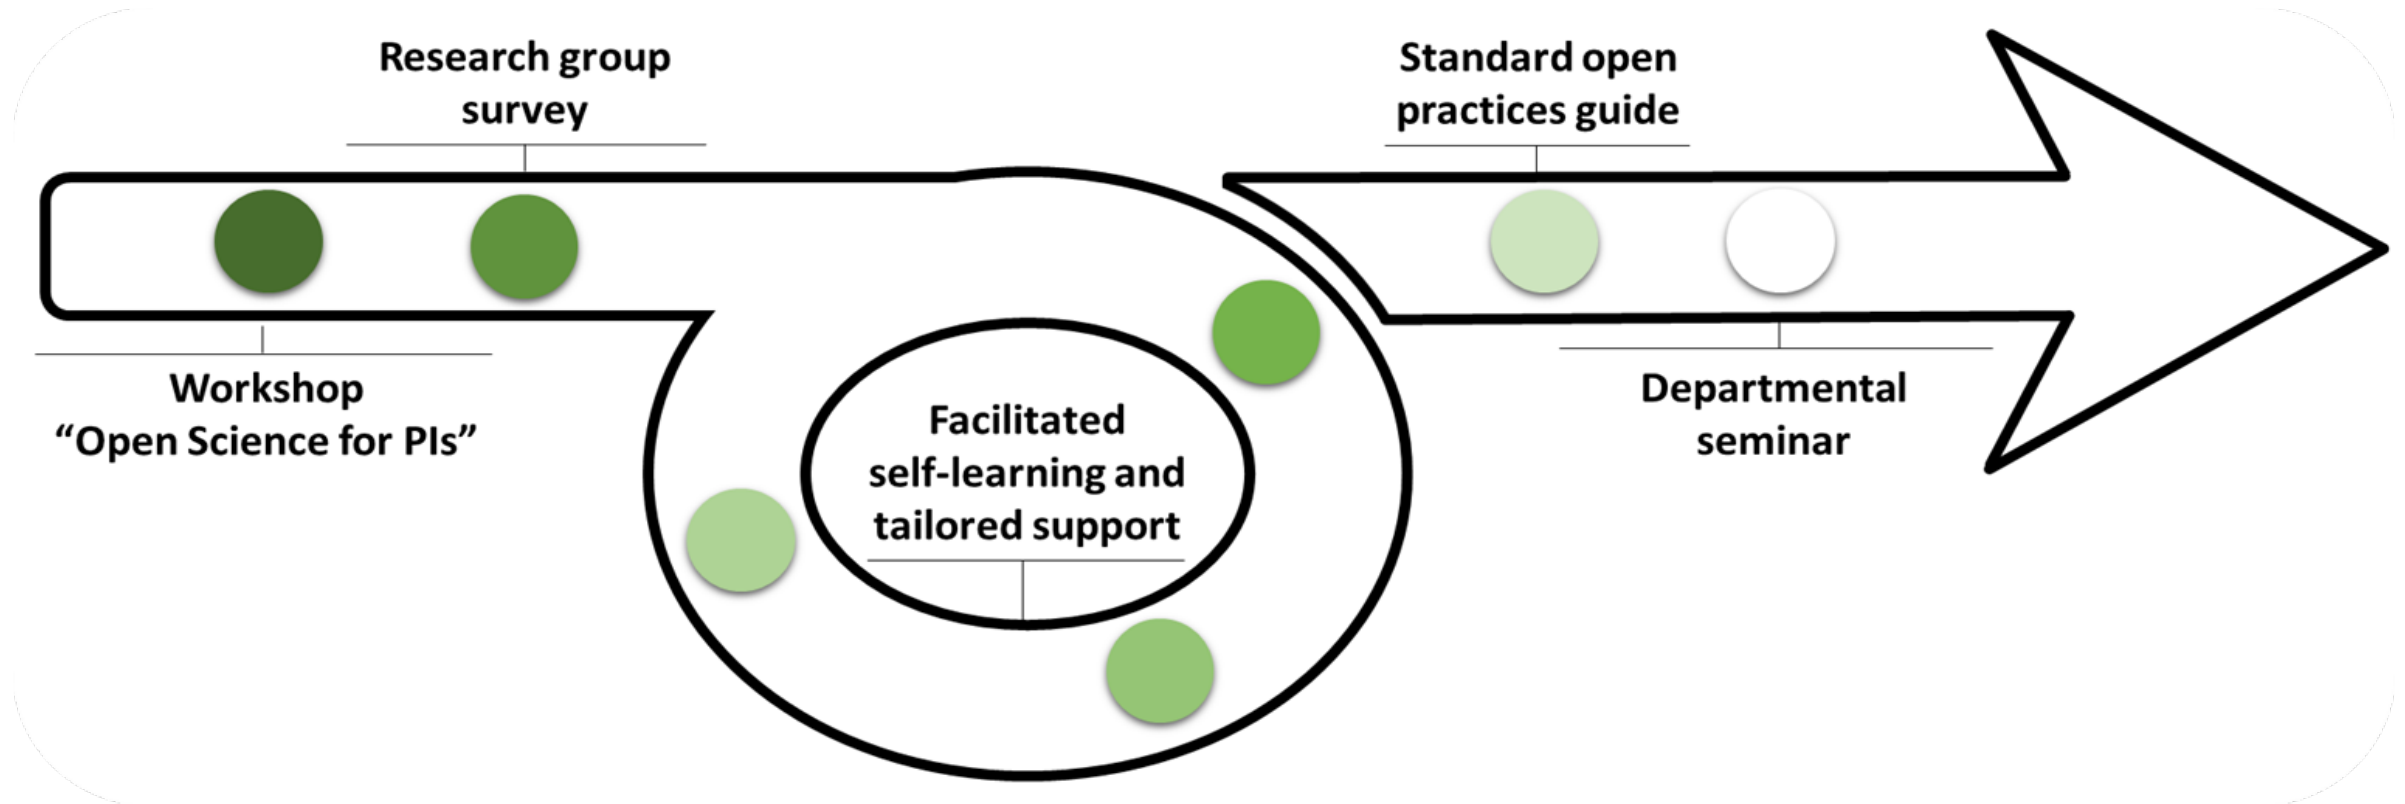 Research group
survey
Workshop
“Open Science for PIs”
Facilitated
self-learning and
tailored support
Standard open
practices guide
Departmental
seminar